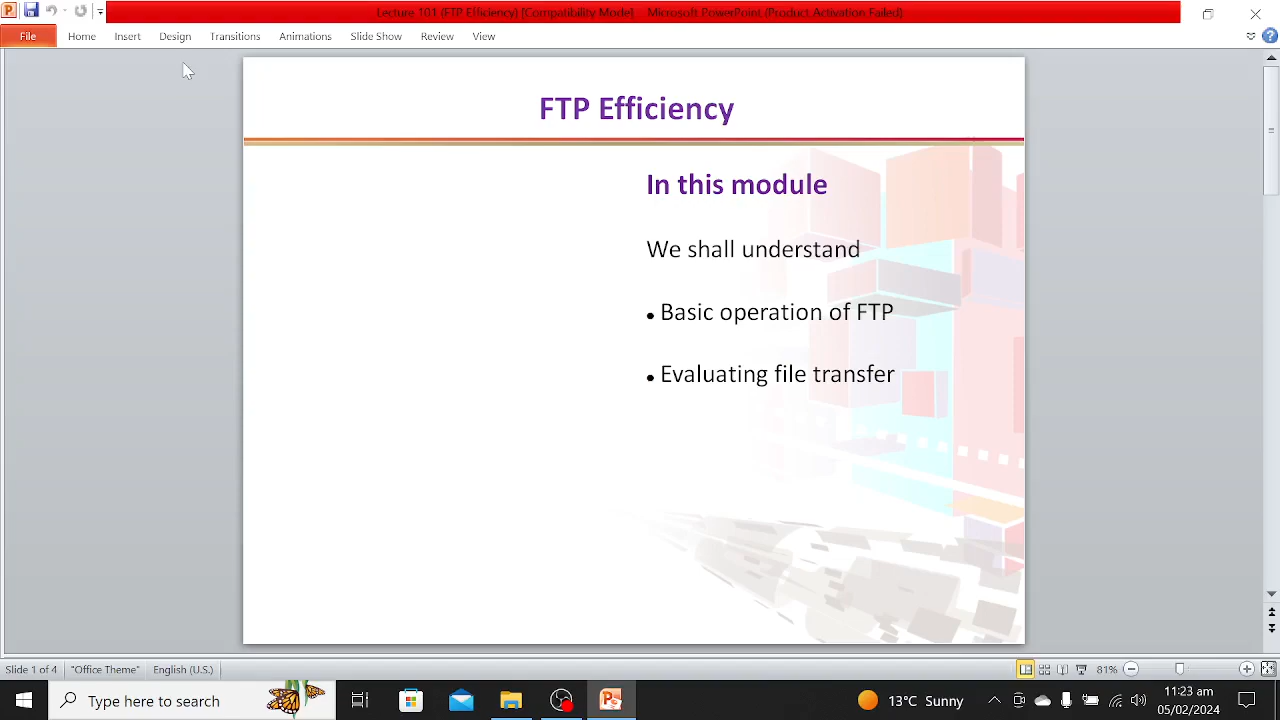 Lecture 101 (FTP Efficiency) [Compatibility Mode] - Microsoft PowerPoint (Product Activation Failed)
File Home Insert Design Transitions Animations Slide Show Review View
FTP Efficiency
In this module
We shall understand
• Basic operation of FTP
• Evaluating file transfer
Slide 1 of 4 "Office Theme" English (U.S.) 81%
Type here to search 13°C Sunny 11:23 am
05/02/2024